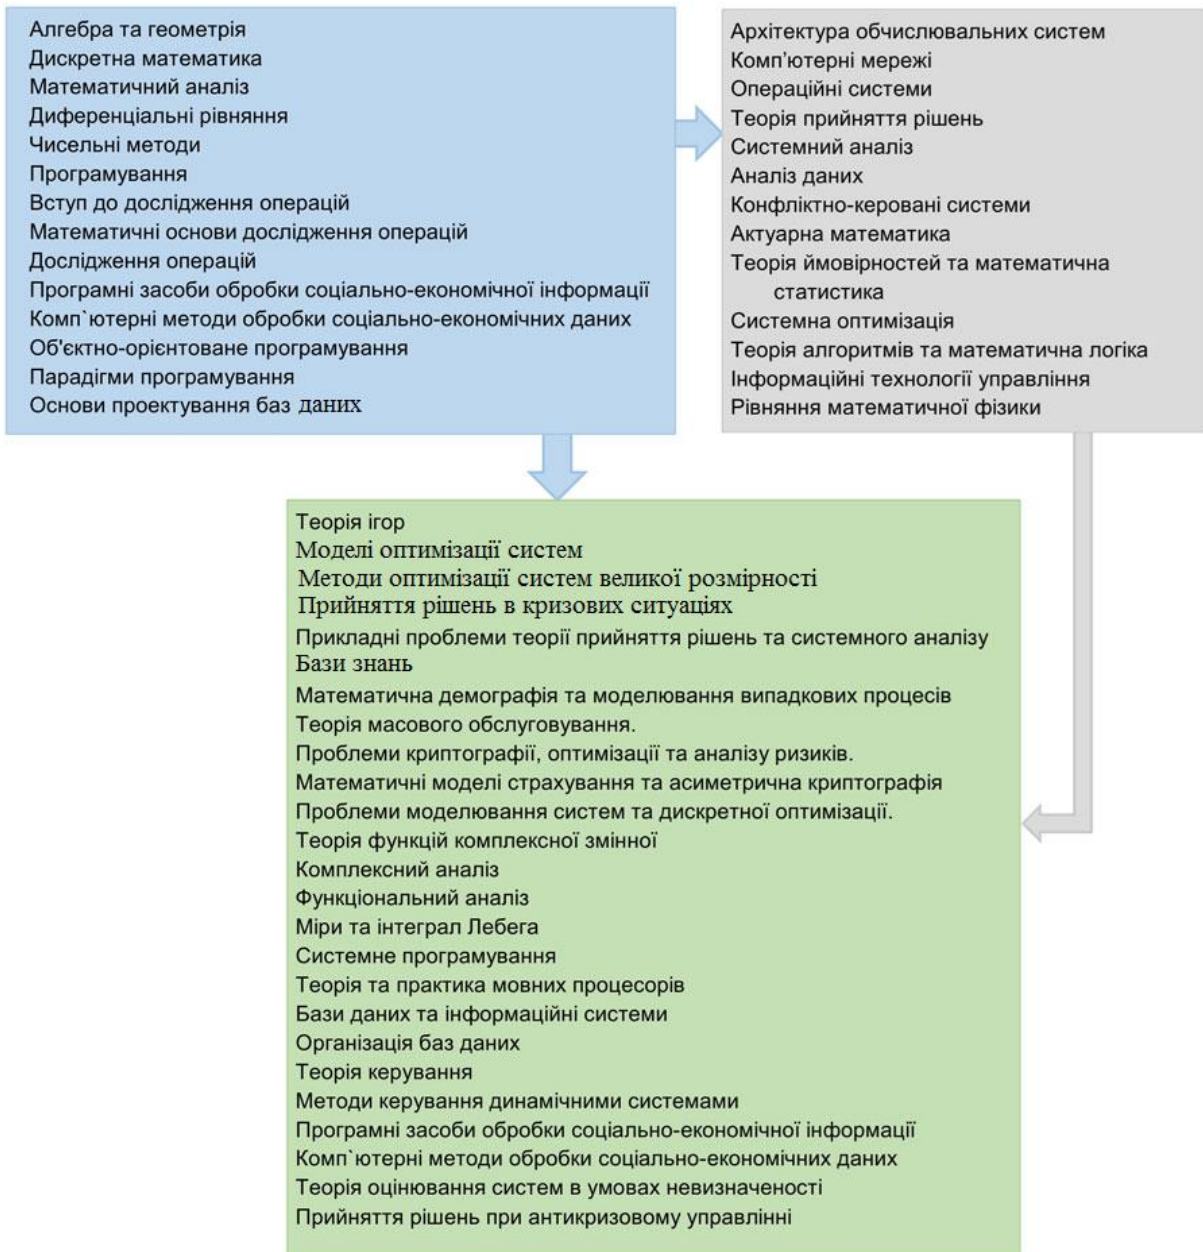 Алгебра та геометрія
Дискретна математика
Математичний аналіз
Диференціальні рівняння
Чисельні методи
Програмування
Вступ до дослідження операцій
Математичні основи дослідження операцій
Дослідження операцій
Програмні засоби обробки соціально-економічної інформації
Комп`ютерні методи обробки соціально-економічних даних
Об'єктно-орієнтоване програмування
Парадігми програмування
Основи проектування баз даних
Архітектура обчислювальних систем
Комп'ютерні мережі
Операційні системи
Теорія прийняття рішень
Системний аналіз
Аналіз даних
Конфліктно-керовані системи
Актуарна математика
Теорія ймовірностей та математична
статистика
Системна оптимізація
Теорія алгоритмів та математична логіка
Інформаційні технології управління
Рівняння математичної фізики
Теорія ігор
Моделі оптимізації систем
Методи оптимізації систем великої розмірності
Прийняття рішень в кризових ситуаціях
Прикладні проблеми теорії прийняття рішень та системного аналізу
Бази знань
Математична демографія та моделювання випадкових процесів
Теорія масового обслуговування.
Проблеми криптографії, оптимізації та аналізу ризиків.
Математичні моделі страхування та асиметрична криптографія
Проблеми моделювання систем та дискретної оптимізації.
Теорія функцій комплексної змінної
Комплексний аналіз
Функціональний аналіз
Міри та інтеграл Лебега
Системне програмування
Теорія та практика мовних процесорів
Бази даних та інформаційні системи
Організація баз даних
Теорія керування
Методи керування динамічними системами
Програмні засоби обробки соціально-економічної інформації
Комп`ютерні методи обробки соціально-економічних даних
Теорія оцінювання систем в умовах невизначеності
Прийняття рішень при антикризовому управлінні